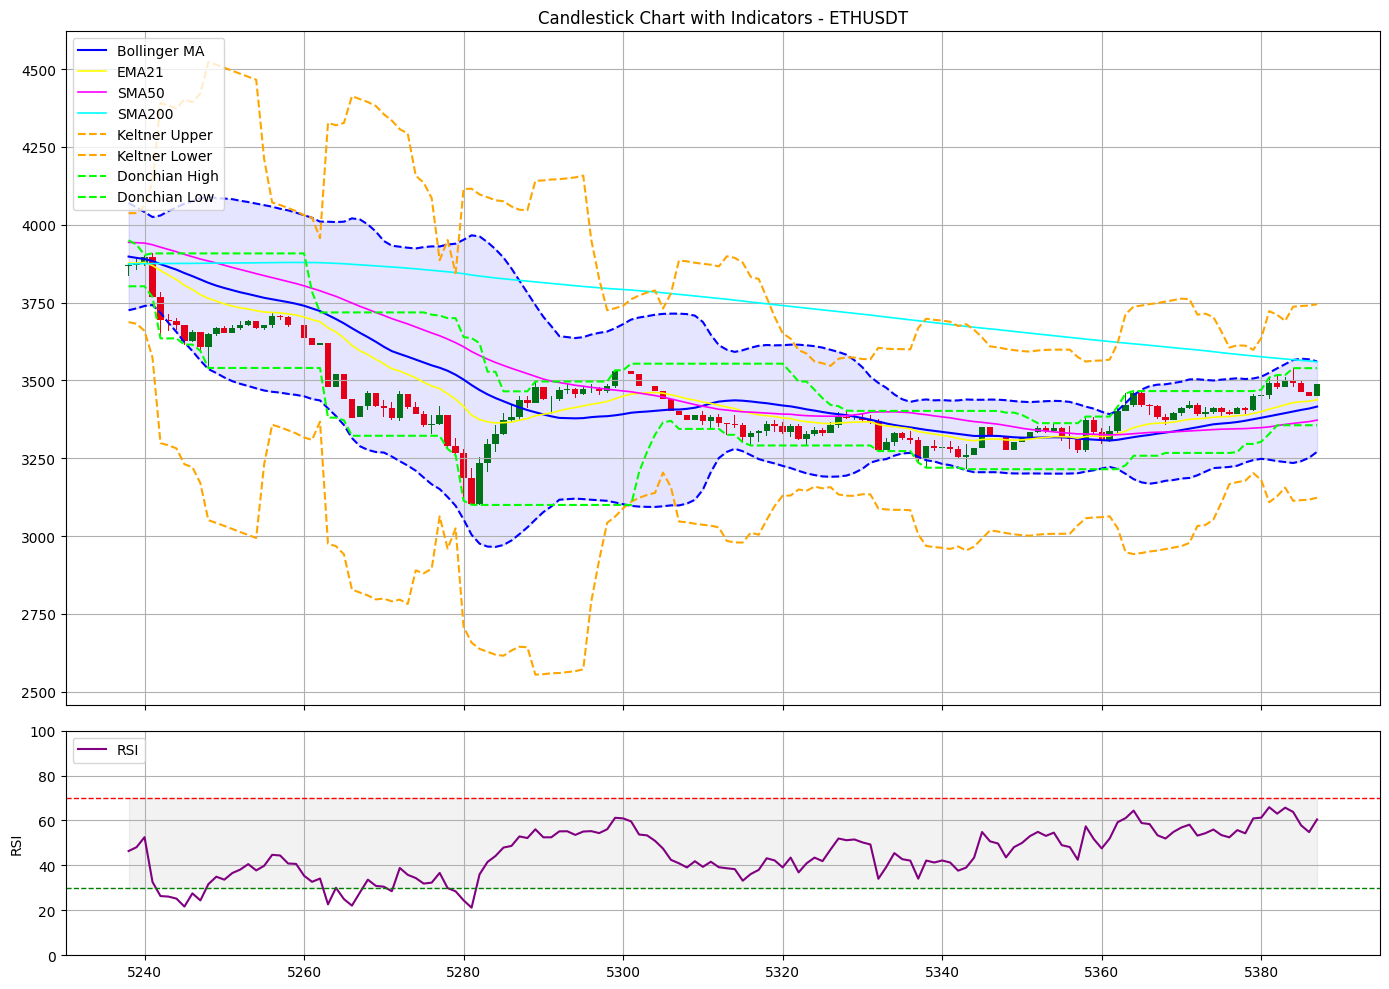 Candlestick Chart with Indicators - ETHUSDT
Bollinger MA
EMA21
SMA50
SMA200
Keltner Upper
Keltner Lower
Donchian High
Donchian Low
4500
4250
4000
3750
3500
3250
3000
2750
2500
RSI
RSI
100
80
60
40
20
0
5240 5260 5280 5300 5320 5340 5360 5380